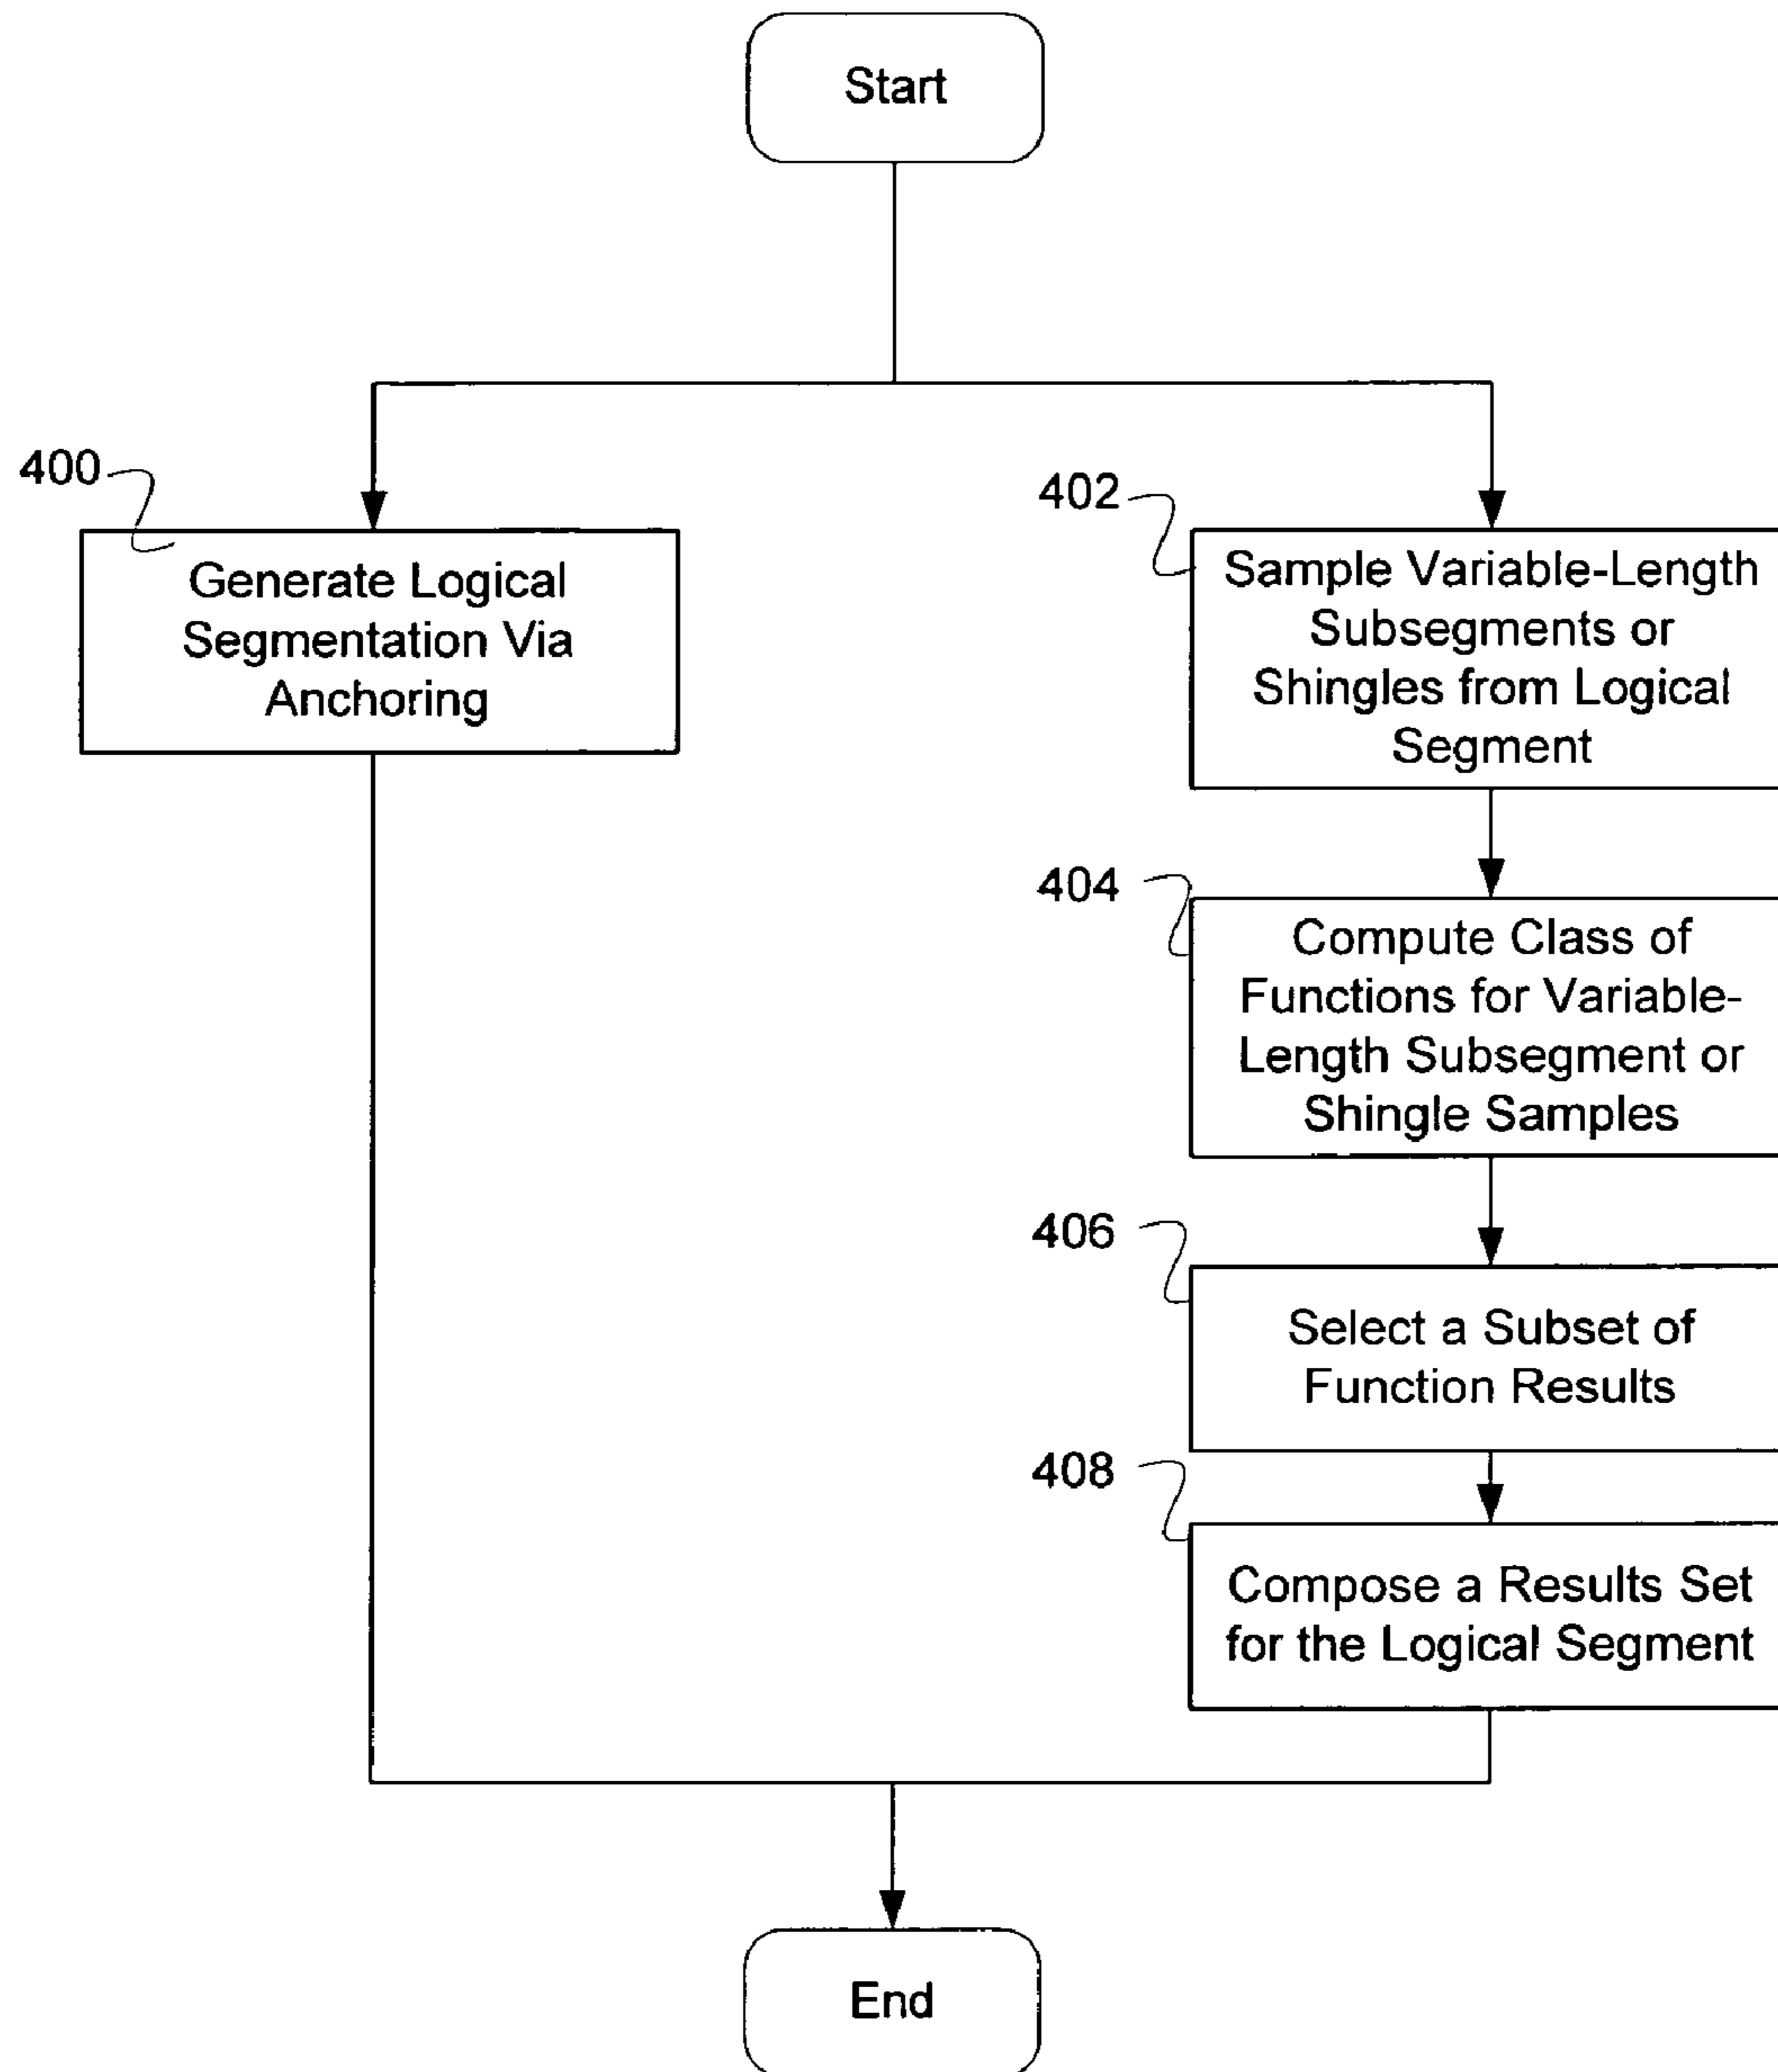 Start
400
Generate Logical
Segmentation Via
Anchoring
402
Sample Variable-Length
Subsegments or
Shingles from Logical
Segment
404
Compute Class of
Functions for Variable-
Length Subsegment or
Shingle Samples
406
Select a Subset of
Function Results
408
Compose a Results Set
for the Logical Segment
End